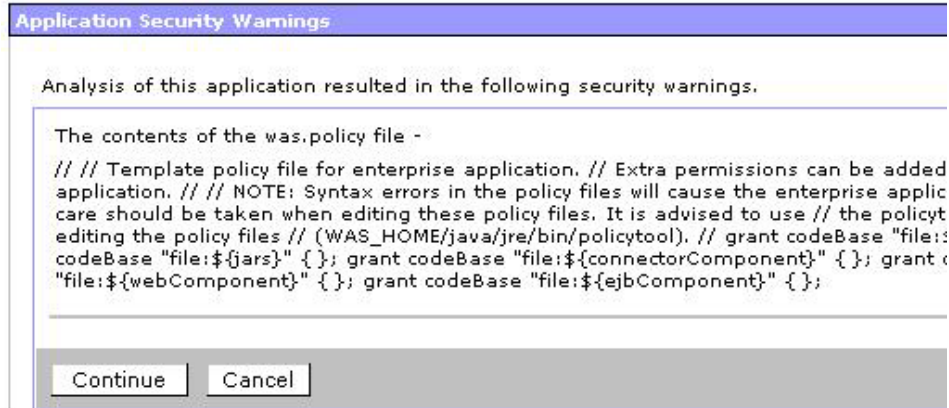 Application Security Warnings
Analysis of this application resulted in the following security warnings.
The contents of the was.policy file -
// // Template policy file for enterprise application. // Extra permissions can be added
application. // // NOTE: Syntax errors in the policy files will cause the enterprise applic
care should be taken when editing these policy files. It is advised to use // the policyt
editing the policy files // (WAS_HOME/java/jre/bin/policytool). // grant codeBase "file:$
codeBase "file:${jars}" { }; grant codeBase "file:${connectorComponent}" { }; grant c
"file:${webComponent}" { }; grant codeBase "file:${ejbComponent}" { };
Continue Cancel